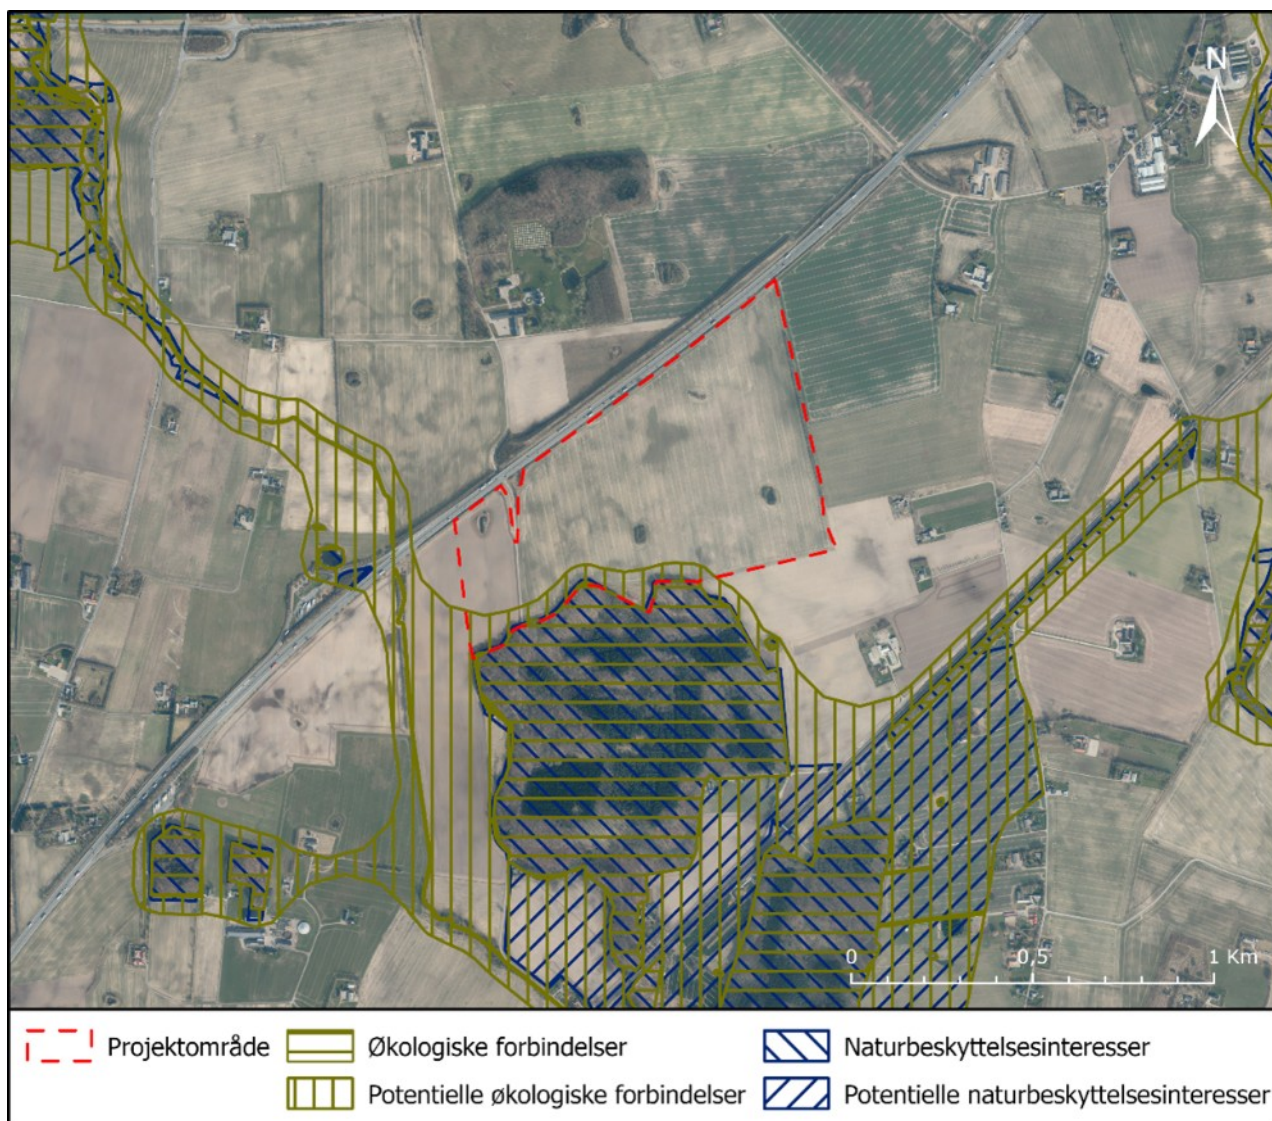 N
0 0,5 1 Km
Projektområde
Økologiske forbindelser
Naturbeskyttelsesinteresser
Potentielle økologiske forbindelser
Potentielle naturbeskyttelsesinteresser